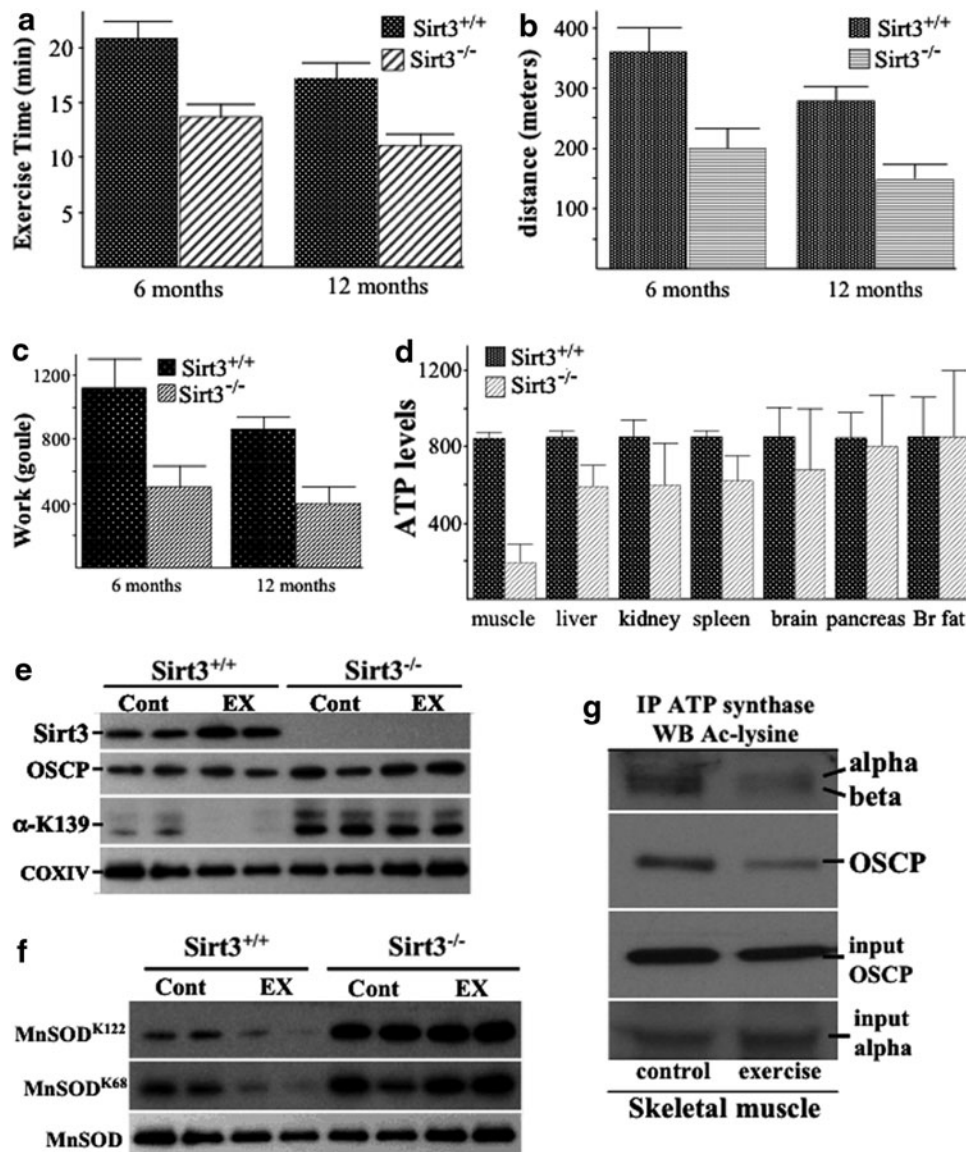 a
Exercise Time (min)
20
15
10
5
Sirt3+/+
Sirt3-/-
6 months
12 months
b
distance (meters)
400
300
200
100
Sirt3+/+
Sirt3-/-
6 months
12 months
c
Work (goule)
1200
800
400
Sirt3+/+
Sirt3-/-
6 months
12 months
d
ATP levels
1200
800
400
Sirt3+/+
Sirt3-/-
muscle liver kidney spleen brain pancreas Br fat
e
Sirt3+/+ Sirt3-/-
Cont EX Cont EX
Sirt3
OSCP
α-K139
COXIV
f
Sirt3+/+ Sirt3-/-
Cont EX Cont EX
MnSODK122
MnSODK68
MnSOD
g
IP ATP synthase
WB Ac-lysine
alpha
beta
OSCP
input
OSCP
input
alpha
control exercise
Skeletal muscle